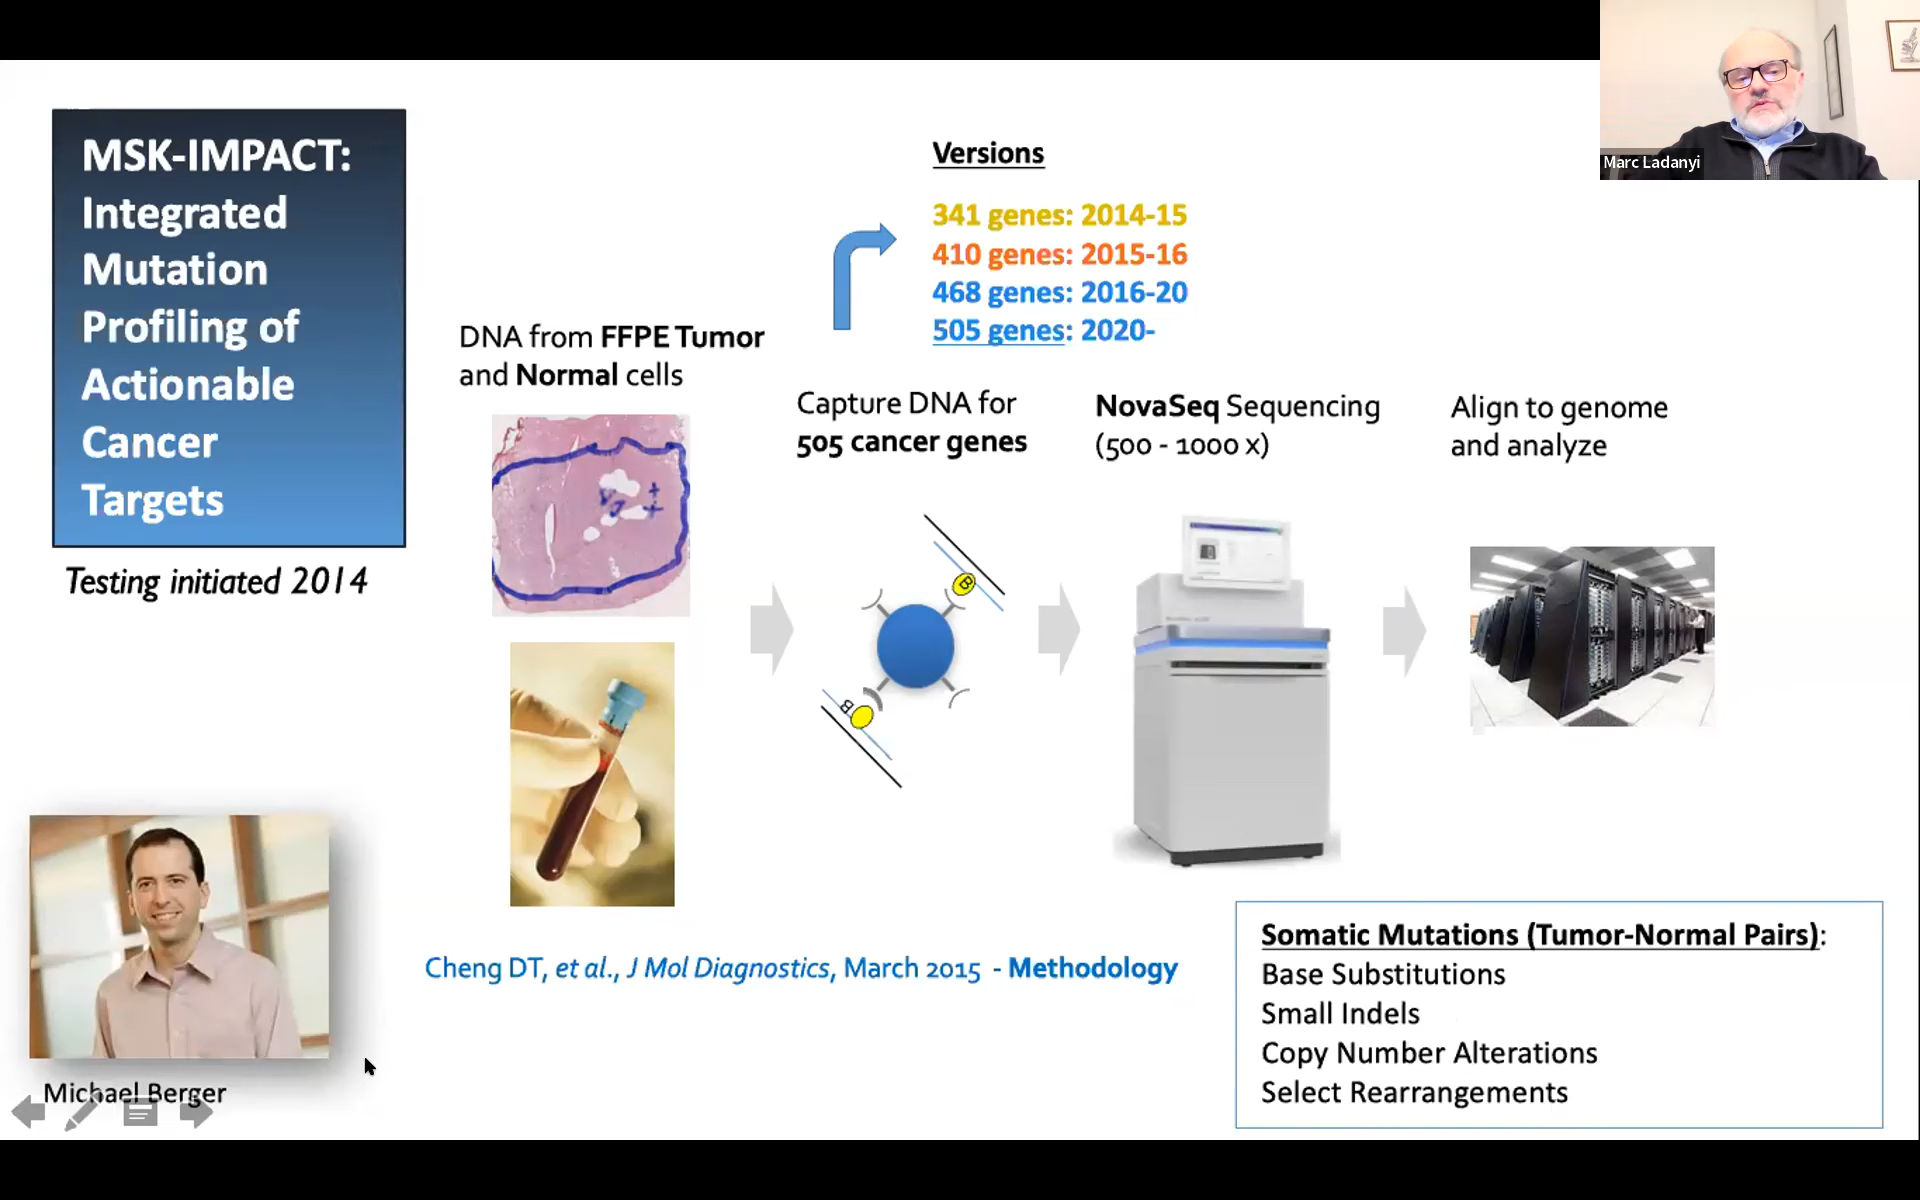 MSK-IMPACT:
Integrated
Mutation
Profiling of
Actionable
Cancer
Targets
Testing initiated 2014
Michael Berger
DNA from FFPE Tumor
and Normal cells
Versions
341 genes: 2014-15
410 genes: 2015-16
468 genes: 2016-20
505 genes: 2020-
Capture DNA for
505 cancer genes
B
B
NovaSeq Sequencing
(500 - 1000 x)
Align to genome
and analyze
Cheng DT, et al., J Mol Diagnostics, March 2015 - Methodology
Somatic Mutations (Tumor-Normal Pairs):
Base Substitutions
Small Indels
Copy Number Alterations
Select Rearrangements
Marc Ladanyi